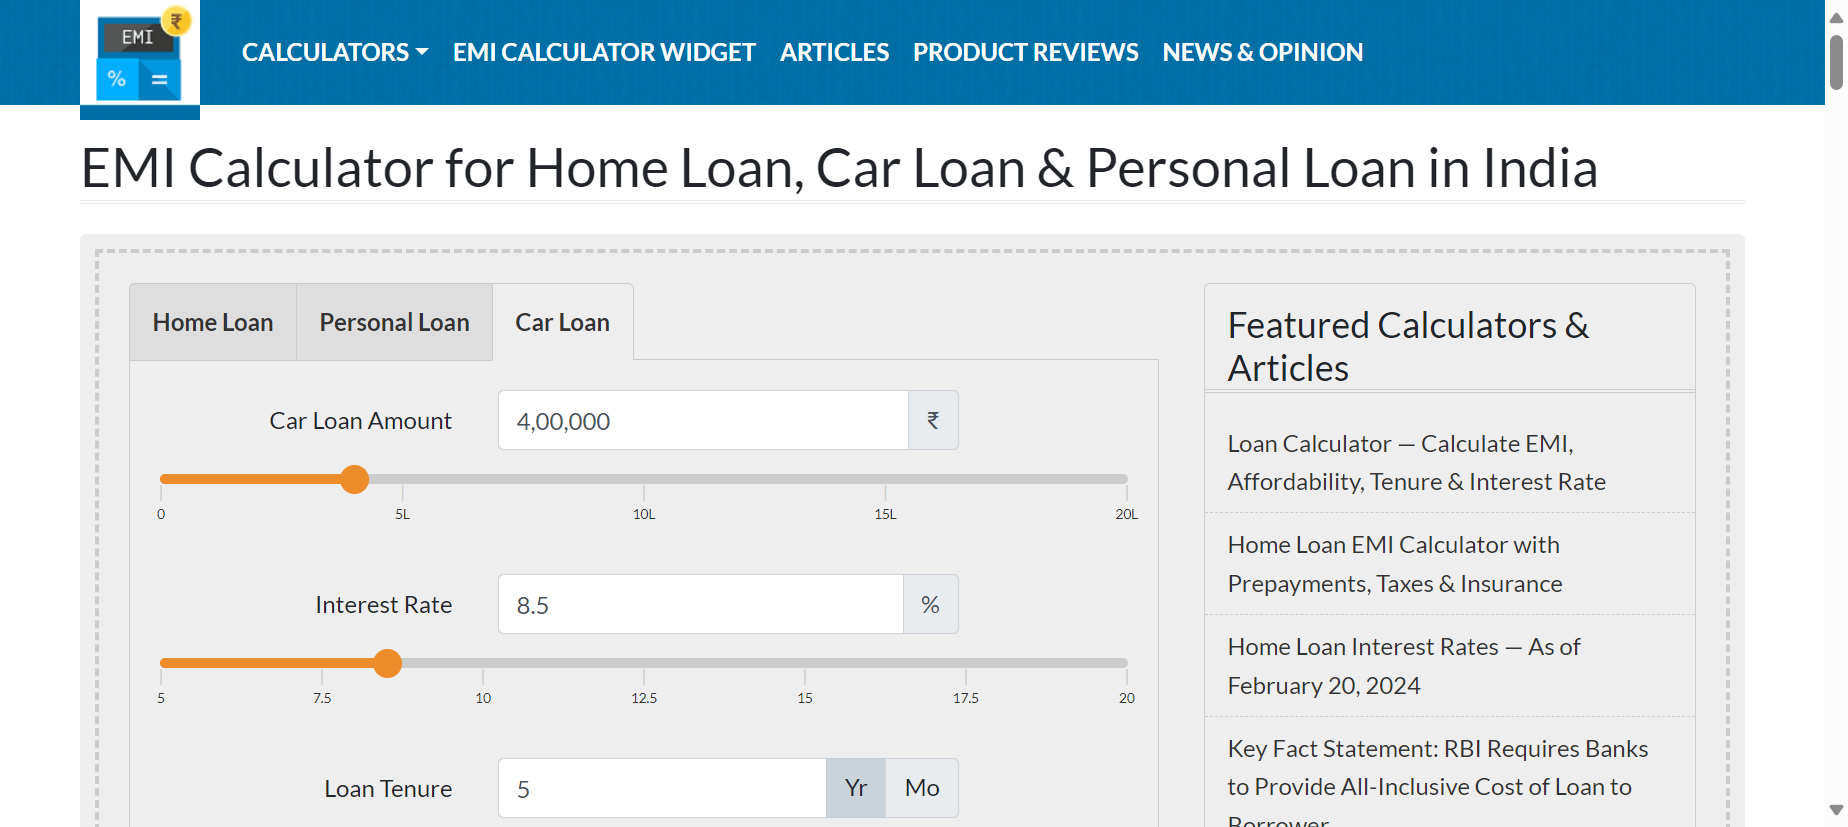 EMI
₹
%
=
CALCULATORS
EMI CALCULATOR WIDGET
ARTICLES
PRODUCT REVIEWS
NEWS & OPINION
EMI Calculator for Home Loan, Car Loan & Personal Loan in India
Home Loan
Personal Loan
Car Loan
Car Loan Amount
4,00,000
₹
0
5L
10L
15L
20L
Interest Rate
8.5
%
5
7.5
10
12.5
15
17.5
20
Loan Tenure
5
Yr
Mo
Featured Calculators &
Articles
Loan Calculator — Calculate EMI,
Affordability, Tenure & Interest Rate
Home Loan EMI Calculator with
Prepayments, Taxes & Insurance
Home Loan Interest Rates — As of
February 20, 2024
Key Fact Statement: RBI Requires Banks
to Provide All-Inclusive Cost of Loan to
Borrower